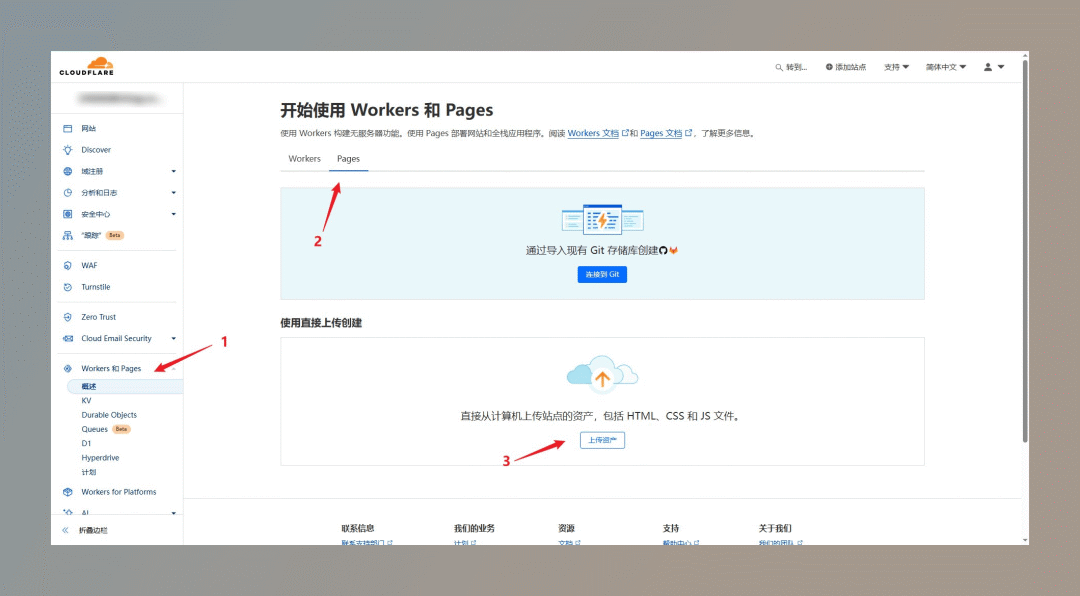 CLOUDFLARE
转到...
添加站点
支持
简体中文
网站
Discover
域注册
分析和日志
安全中心
"跟踪" Beta
WAF
Turnstile
Zero Trust
Cloud Email Security
Workers 和 Pages
概述
KV
Durable Objects
Queues Beta
D1
Hyperdrive
计划
Workers for Platforms
AI
折叠边栏
1
开始使用 Workers 和 Pages
使用 Workers 构建无服务器功能。使用 Pages 部署网站和全栈应用程序。阅读 Workers 文档 和 Pages 文档 ，了解更多信息。
Workers Pages
2
通过导入现有 Git 存储库创建
连接到 Git
使用直接上传创建
直接从计算机上传站点的资产，包括 HTML、CSS 和 JS 文件。
上传资产
3
联系信息
联系支持部门
我们的业务
计划
资源
文档
支持
帮助中心
关于我们
我们的团队